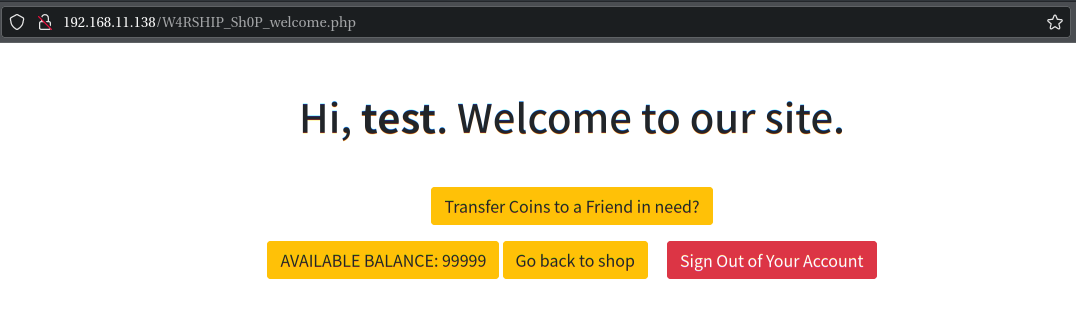 192.168.11.138/W4RSHIP_Sh0P_welcome.php
Hi, test. Welcome to our site.
Transfer Coins to a Friend in need?
AVAILABLE BALANCE: 99999 Go back to shop Sign Out of Your Account